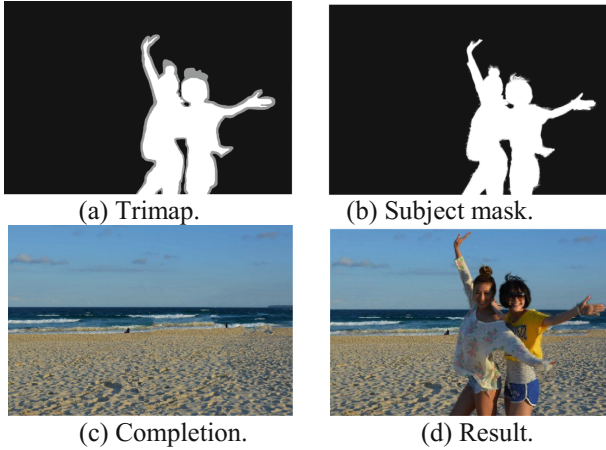 (a) Trimap.
(b) Subject mask.
(c) Completion.
(d) Result.